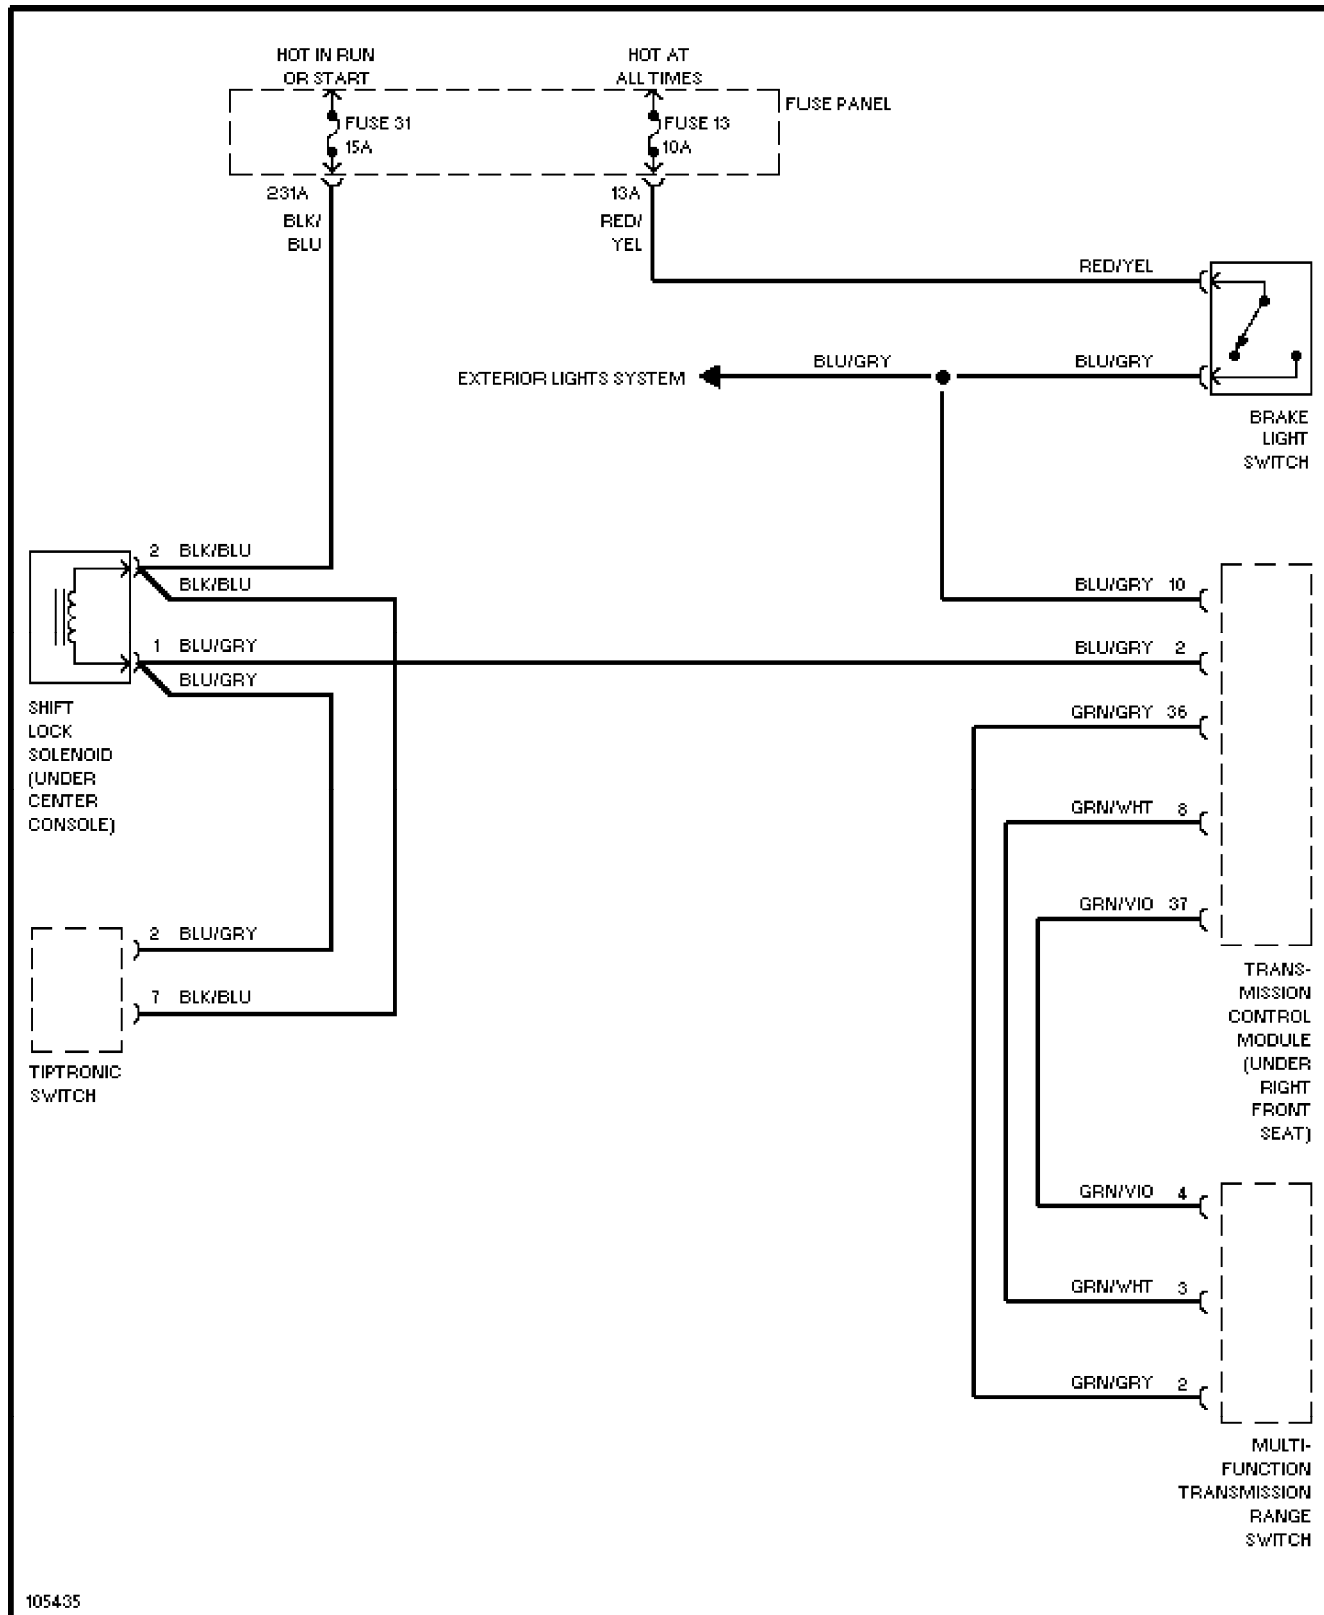 HOT IN RUN
OR START
HOT AT
ALL TIMES
FUSE PANEL
FUSE 31
15A
FUSE 13
10A
231A
BLK/
BLU
13A
RED/
YEL
RED/YEL
EXTERIOR LIGHTS SYSTEM
BLU/GRY
BLU/GRY
BRAKE
LIGHT
SWITCH
2 BLK/BLU
BLK/BLU
1 BLU/GRY
BLU/GRY
SHIFT
LOCK
SOLENOID
(UNDER
CENTER
CONSOLE)
BLU/GRY 10
BLU/GRY 2
GRN/GRY 36
GRN/WHT 8
GRN/VIO 37
2 BLU/GRY
7 BLK/BLU
TIPTRONIC
SWITCH
TRANS-
MISSION
CONTROL
MODULE
(UNDER
RIGHT
FRONT
SEAT)
GRN/VIO 4
GRN/WHT 3
GRN/GRY 2
MULTI-
FUNCTION
TRANSMISSION
RANGE
SWITCH
105435